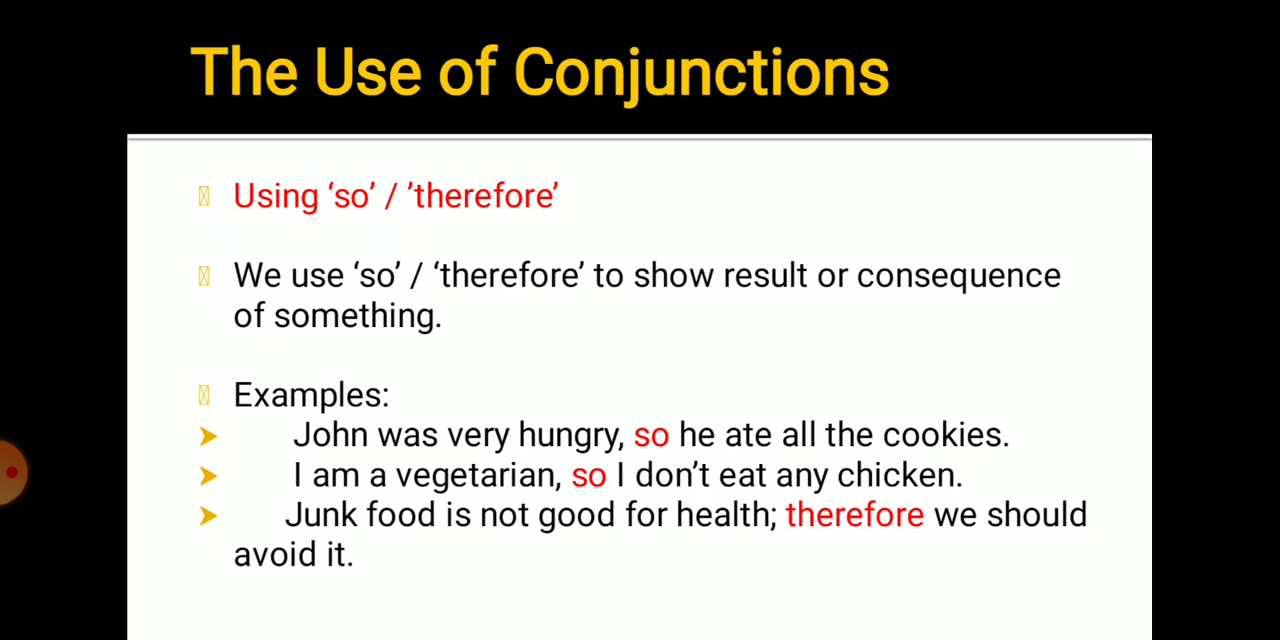 The Use of Conjunctions
Using ‘so’ / ’therefore’
We use ‘so’ / ‘therefore’ to show result or consequence
of something.
Examples:
➤ John was very hungry, so he ate all the cookies.
➤ I am a vegetarian, so I don’t eat any chicken.
➤ Junk food is not good for health; therefore we should
avoid it.